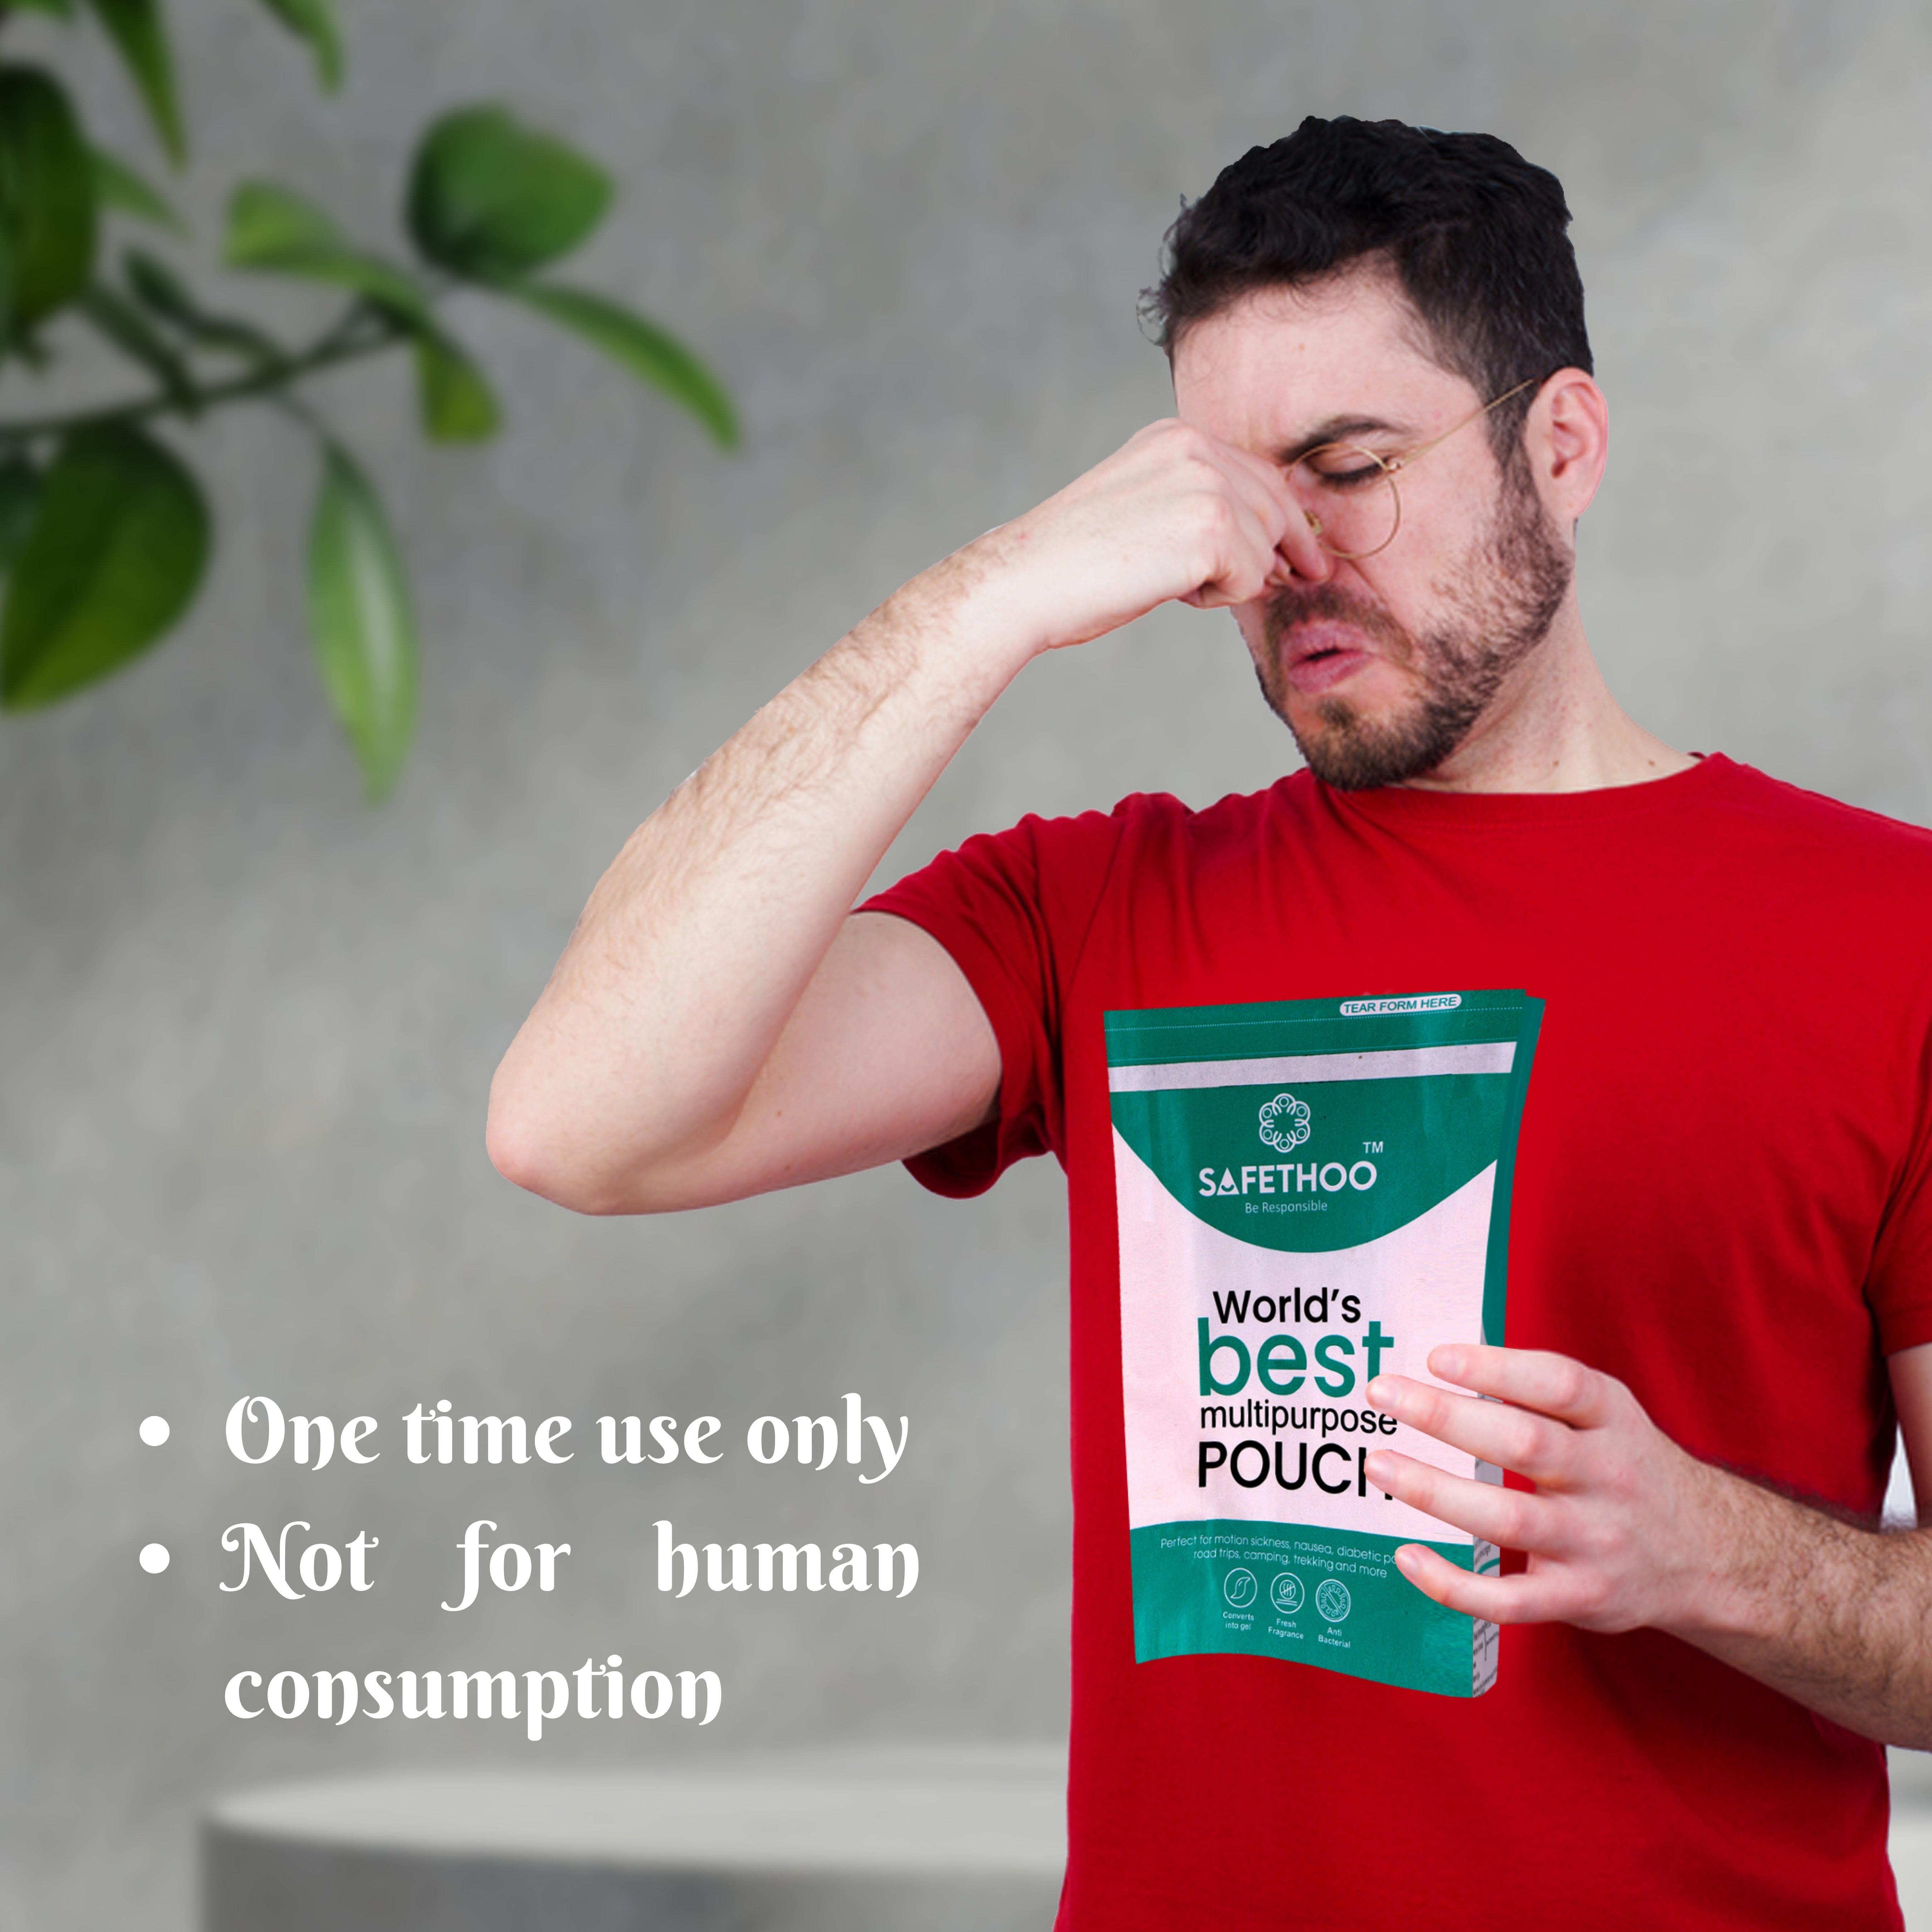 TEAR FORM HERE
TM
SAFETHOO
Be Responsible
World's
best
multipurpose
Perfect for motion sickness, nausea, diabetic
road trips, camping, trekking and more
Converts
into gel
Fresh
Fragrance
Anti
Bacterial
• One time use only
• Not for human
consumption